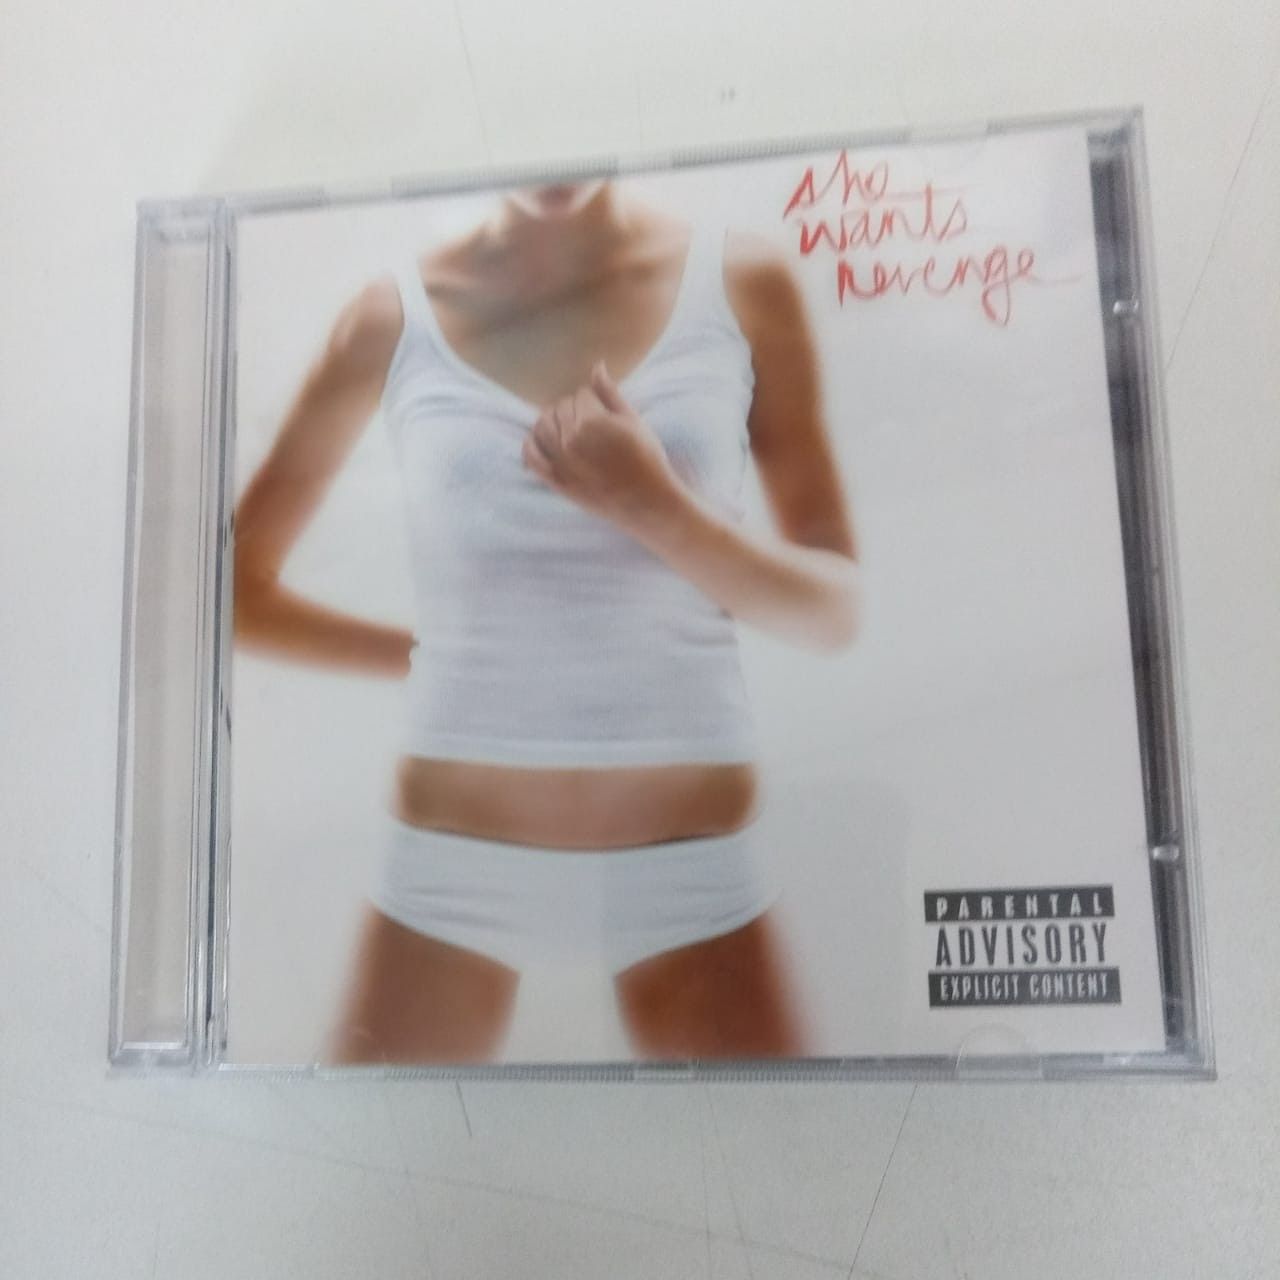 she
wants
revenge
PARENTAL
ADVISORY
EXPLICIT CONTENT